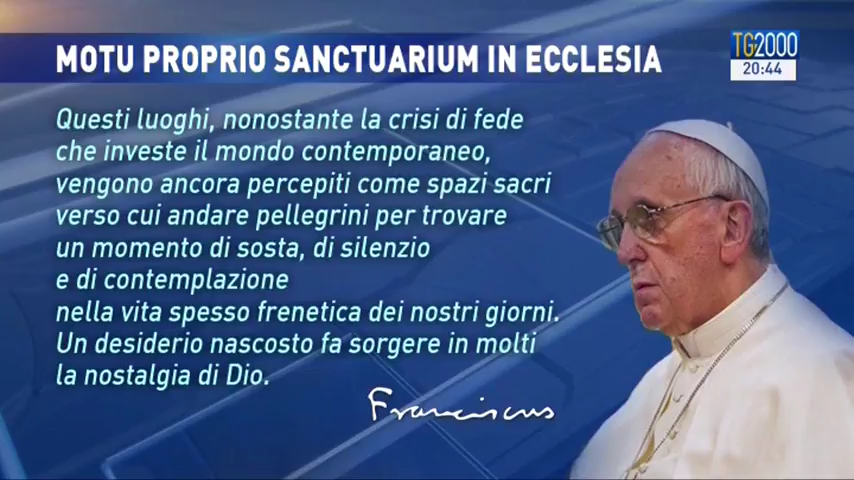 MOTU PROPRIO SANCTUARIUM IN ECCLESIA
TG2000
20:44
Questi luoghi, nonostante la crisi di fede
che investe il mondo contemporaneo,
vengono ancora percepiti come spazi sacri
verso cui andare pellegrini per trovare
un momento di sosta, di silenzio
e di contemplazione
nella vita spesso frenetica dei nostri giorni.
Un desiderio nascosto fa sorgere in molti
la nostalgia di Dio.
Franciscus